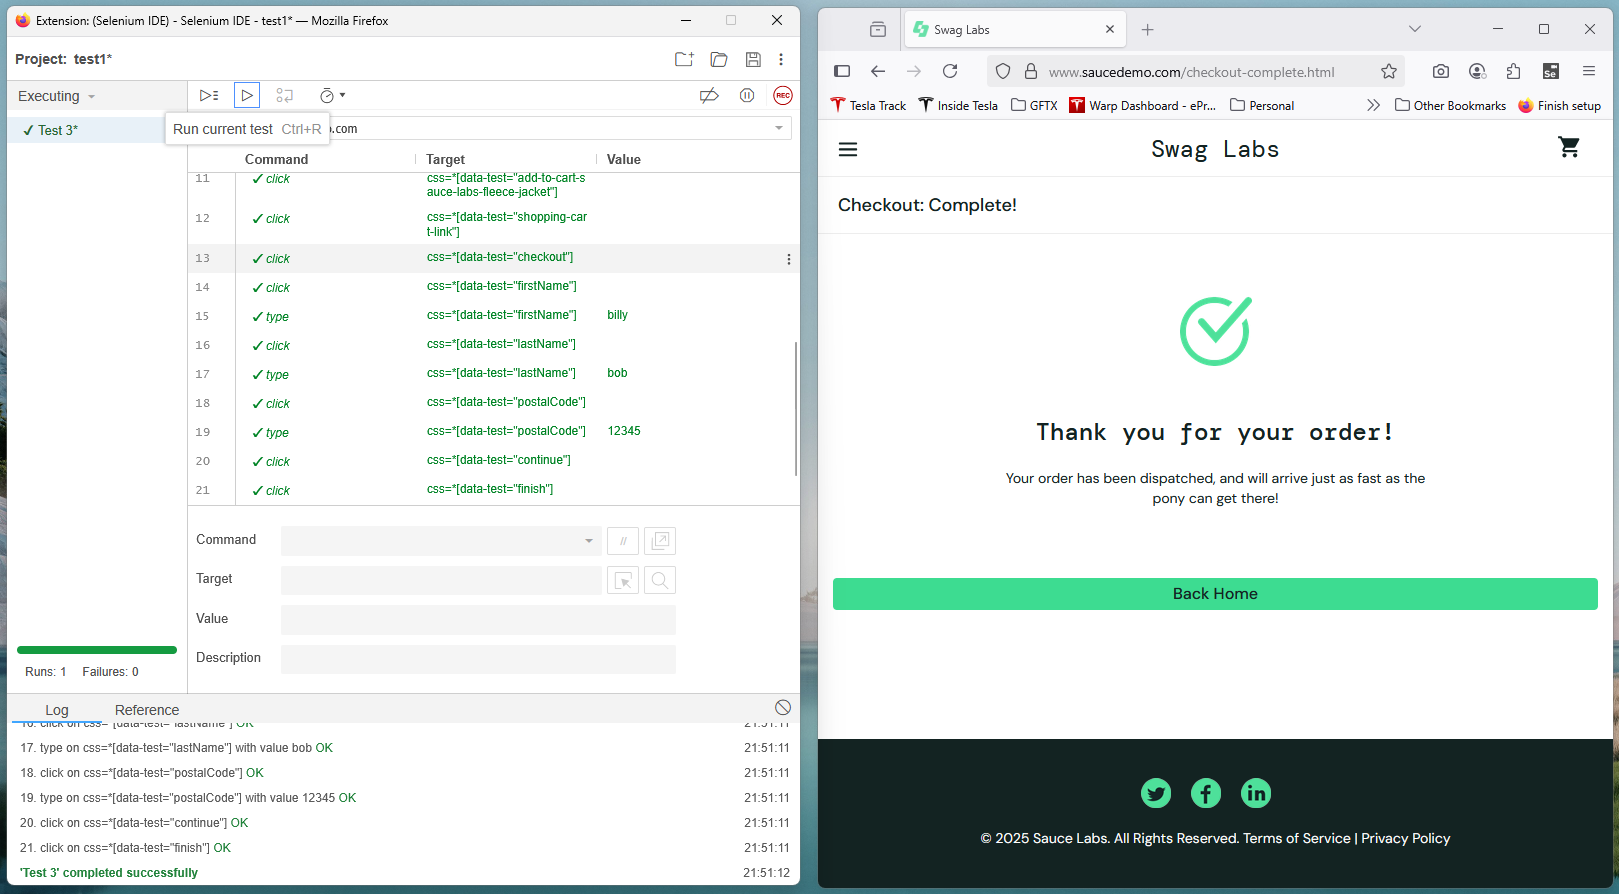 Extension: (Selenium IDE) - Selenium IDE - test1* — Mozilla Firefox
Project: test1*
Executing
✓ Test 3*
Run current test Ctrl+R
o.com
REC
Command Target Value
11 ✓ click css=*[data-test="add-to-cart-s
auce-labs-fleece-jacket"]
12 ✓ click css=*[data-test="shopping-car
t-link"]
13 ✓ click css=*[data-test="checkout"]
14 ✓ click css=*[data-test="firstName"]
15 ✓ type css=*[data-test="firstName"] billy
16 ✓ click css=*[data-test="lastName"]
17 ✓ type css=*[data-test="lastName"] bob
18 ✓ click css=*[data-test="postalCode"]
19 ✓ type css=*[data-test="postalCode"] 12345
20 ✓ click css=*[data-test="continue"]
21 ✓ click css=*[data-test="finish"]
Command
//
Target
Value
Description
Runs: 1 Failures: 0
Log Reference
16. click on css=*[data-test="lastName"] OK 21:51:11
17. type on css=*[data-test="lastName"] with value bob OK 21:51:11
18. click on css=*[data-test="postalCode"] OK 21:51:11
19. type on css=*[data-test="postalCode"] with value 12345 OK 21:51:11
20. click on css=*[data-test="continue"] OK 21:51:11
21. click on css=*[data-test="finish"] OK 21:51:11
'Test 3' completed successfully 21:51:12
Swag Labs
www.saucedemo.com/checkout-complete.html
Se
Tesla Track Inside Tesla GFTX Warp Dashboard - ePr... Personal Other Bookmarks Finish setup
Swag Labs
Checkout: Complete!
Thank you for your order!
Your order has been dispatched, and will arrive just as fast as the
pony can get there!
Back Home
© 2025 Sauce Labs. All Rights Reserved. Terms of Service | Privacy Policy